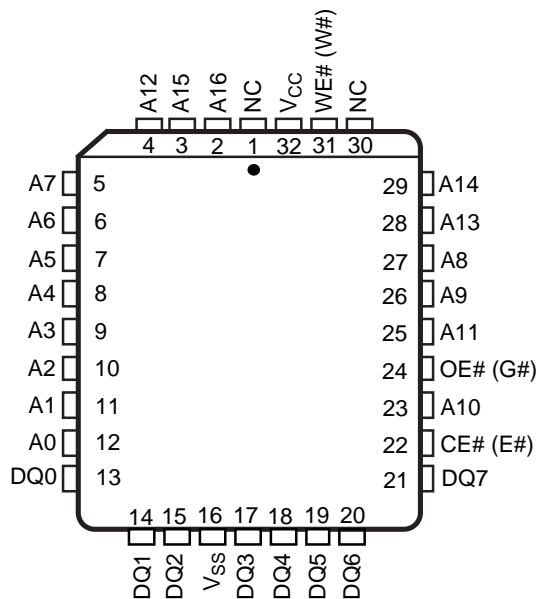 A12 A15 A16 NC VCC WE# (W#) NC
4 3 2 1 32 31 30
A7 5 29 A14
A6 6 28 A13
A5 7 27 A8
A4 8 26 A9
A3 9 25 A11
A2 10 24 OE# (G#)
A1 11 23 A10
A0 12 22 CE# (E#)
DQ0 13 21 DQ7
14 15 16 17 18 19 20
DQ1 DQ2 VSS DQ3 DQ4 DQ5 DQ6